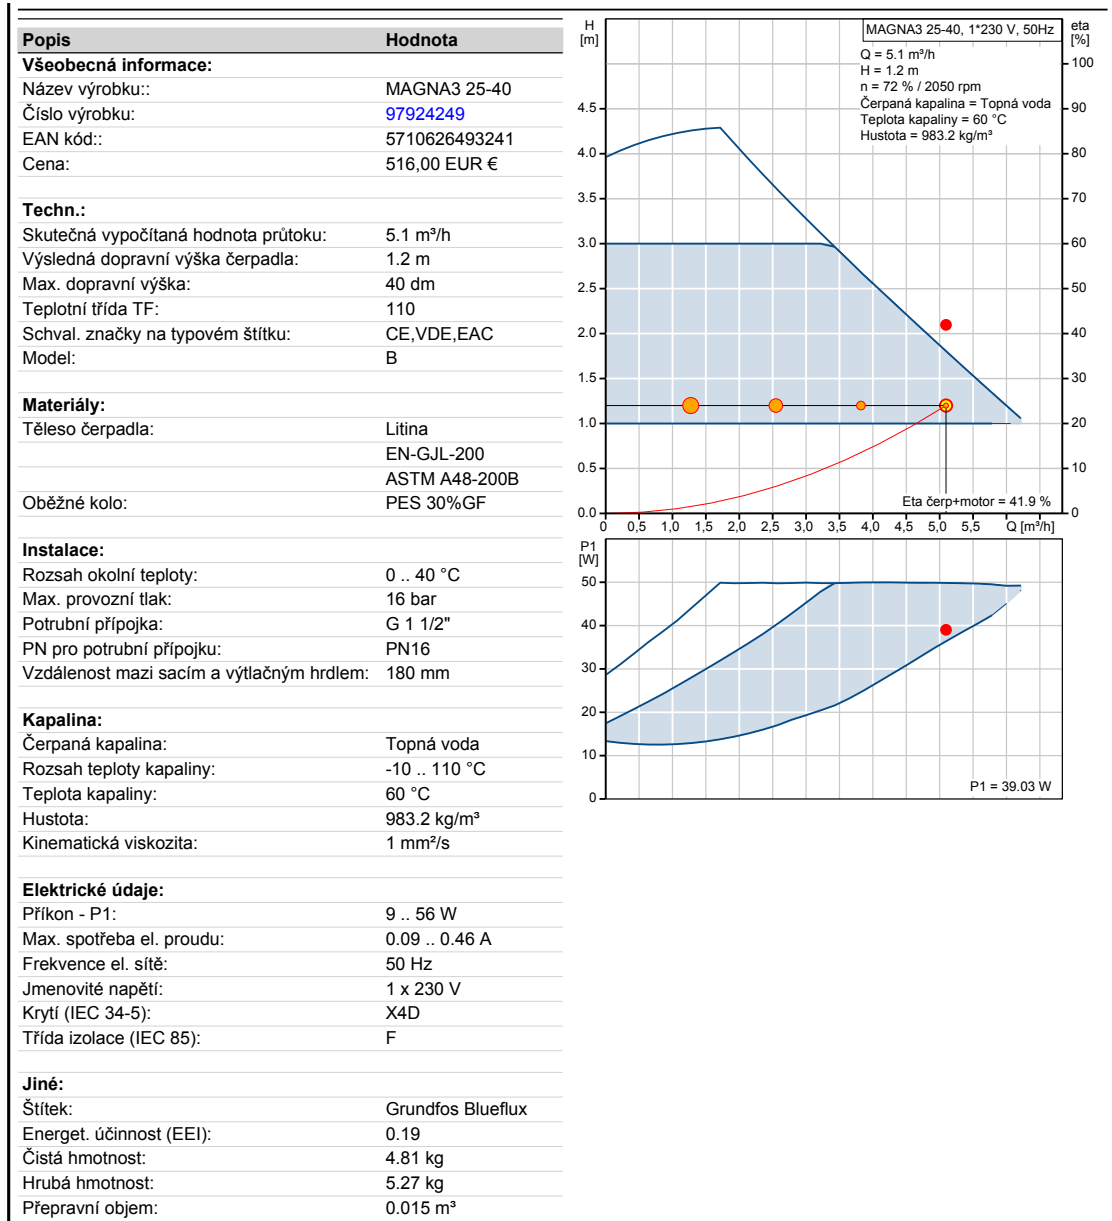 Popis Hodnota
Všeobecná informace:
Název výrobku:: MAGNA3 25-40
Číslo výrobku: 97924249
EAN kód:: 5710626493241
Cena: 516,00 EUR €
Techn.:
Skutečná vypočítaná hodnota průtoku: 5.1 m³/h
Výsledná dopravní výška čerpadla: 1.2 m
Max. dopravní výška: 40 dm
Teplotní třída TF: 110
Schval. značky na typovém štítku: CE,VDE,EAC
Model: B
Materiály:
Těleso čerpadla: Litina
EN-GJL-200
ASTM A48-200B
Oběžné kolo: PES 30%GF
Instalace:
Rozsah okolní teploty: 0 .. 40 °C
Max. provozní tlak: 16 bar
Potrubní přípojka: G 1 1/2"
PN pro potrubní přípojku: PN16
Vzdálenost mezi sacím a výtlačným hrdlem: 180 mm
Kapalina:
Čerpaná kapalina: Topná voda
Rozsah teploty kapaliny: -10 .. 110 °C
Teplota kapaliny: 60 °C
Hustota: 983.2 kg/m³
Kinematická viskozita: 1 mm²/s
Elektrické údaje:
Příkon - P1: 9 .. 56 W
Max. spotřeba el. proudu: 0.09 .. 0.46 A
Frekvence el. sítě: 50 Hz
Jmenovité napětí: 1 x 230 V
Krytí (IEC 34-5): X4D
Třída izolace (IEC 85): F
Jiné:
Štítek: Grundfos Blueflux
Energet. účinnost (EEI): 0.19
Čistá hmotnost: 4.81 kg
Hrubá hmotnost: 5.27 kg
Přepravní objem: 0.015 m³
H
[m]
MAGNA3 25-40, 1*230 V, 50Hz
eta
[%]
Q = 5.1 m³/h
H = 1.2 m
n = 72 % / 2050 rpm
Čerpaná kapalina = Topná voda
Teplota kapaliny = 60 °C
Hustota = 983.2 kg/m³
100
4.5 90
4.0 80
3.5 70
3.0 60
2.5 50
2.0 40
1.5 30
1.0 20
0.5 10
Eta čerp+motor = 41.9 %
0.0 0
0 0,5 1,0 1,5 2,0 2,5 3,0 3,5 4,0 4,5 5,0 5,5 Q [m³/h]
P1
[W]
50
40
30
20
10
P1 = 39.03 W
0